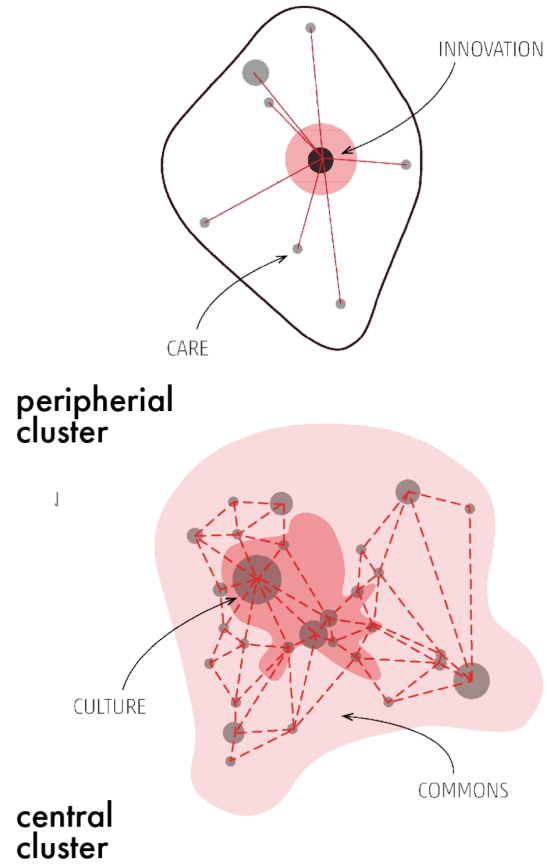 INNOVATION
CARE
peripherial
cluster
CULTURE
COMMONS
central
cluster